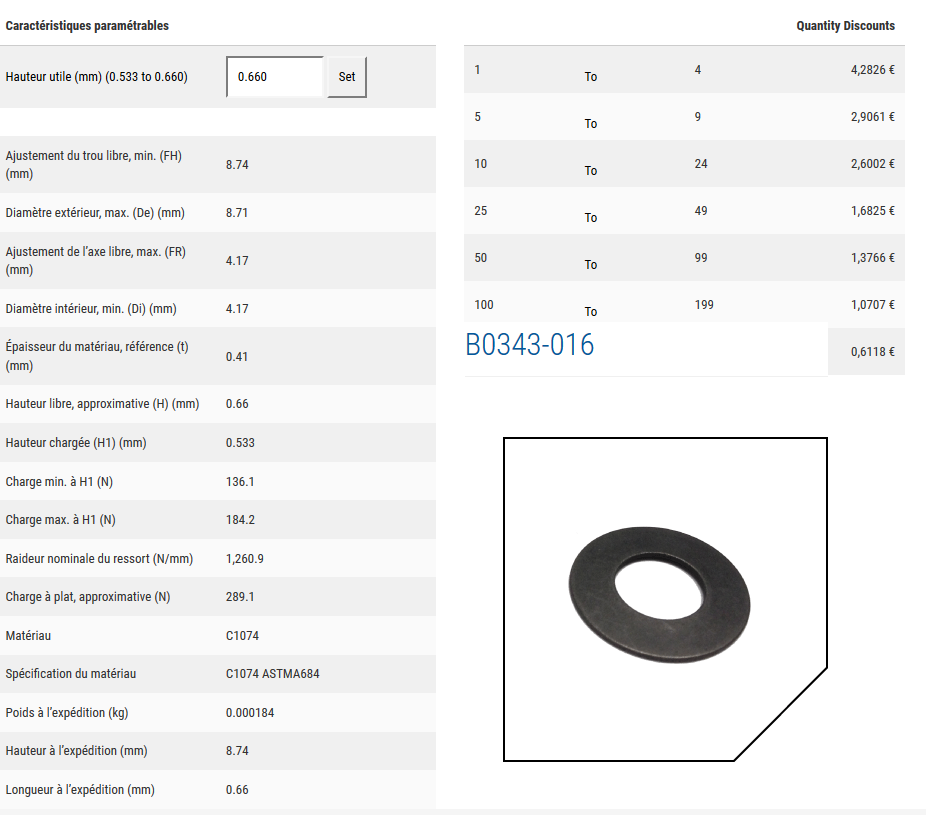 Caractéristiques paramétrables
Hauteur utile (mm) (0.533 to 0.660) 0.660 Set
Ajustement du trou libre, min. (FH)
(mm) 8.74
Diamètre extérieur, max. (De) (mm) 8.71
Ajustement de l'axe libre, max. (FR)
(mm) 4.17
Diamètre intérieur, min. (Di) (mm) 4.17
Épaisseur du matériau, référence (t)
(mm) 0.41
Hauteur libre, approximative (H) (mm) 0.66
Hauteur chargée (H1) (mm) 0.533
Charge min. à H1 (N) 136.1
Charge max. à H1 (N) 184.2
Raideur nominale du ressort (N/mm) 1,260.9
Charge à plat, approximative (N) 289.1
Matériau C1074
Spécification du matériau C1074 ASTMA684
Poids à l'expédition (kg) 0.000184
Hauteur à l'expédition (mm) 8.74
Longueur à l'expédition (mm) 0.66
Quantity Discounts
1 To 4 4,2826 €
5 To 9 2,9061 €
10 To 24 2,6002 €
25 To 49 1,6825 €
50 To 99 1,3766 €
100 To 199 1,0707 €
0,6118 €
B0343-016